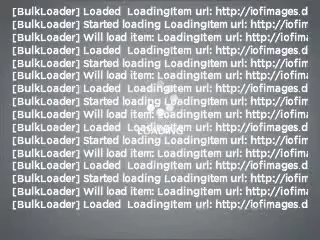 [BulkLoader] Loaded LoadingItem url: http://iofimages.d
[BulkLoader] Started loading LoadingItem url: http://iofim
[BulkLoader] Will load item: LoadingItem url: http://iofima
[BulkLoader] Loaded LoadingItem url: http://iofimages.d
[BulkLoader] Started loading LoadingItem url: http://iofim
[BulkLoader] Will load item: LoadingItem url: http://iofima
[BulkLoader] Loaded LoadingItem url: http://iofimages.d
[BulkLoader] Started loading LoadingItem url: http://iofim
[BulkLoader] Will load item: LoadingItem url: http://iofima
[BulkLoader] Loaded LoadingItem url: http://iofimages.d
LOADING
[BulkLoader] Started loading LoadingItem url: http://iofim
[BulkLoader] Will load item: LoadingItem url: http://iofima
[BulkLoader] Loaded LoadingItem url: http://iofimages.d
[BulkLoader] Started loading LoadingItem url: http://iofim
[BulkLoader] Will load item: LoadingItem url: http://iofima
[BulkLoader] Loaded LoadingItem url: http://iofimages.d